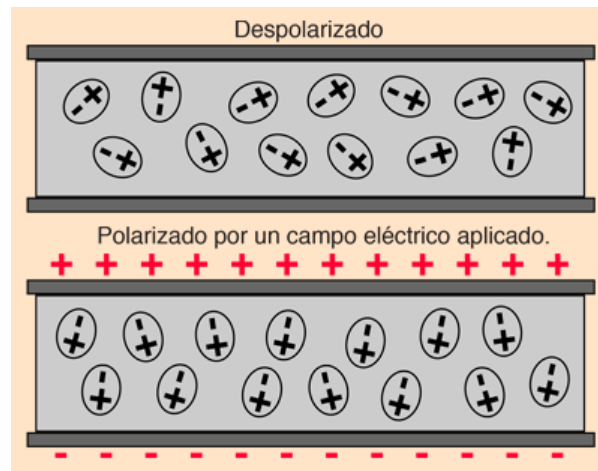 Despolarizado
Polarizado por un campo eléctrico aplicado.
+ + + + + + + + + + + +
- - - - - - - - - - - -